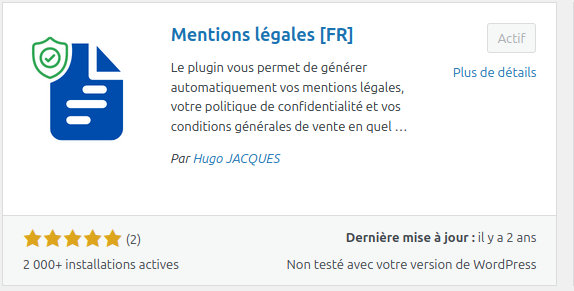 Mentions légales [FR]
Actif
Le plugin vous permet de générer
Plus de détails
automatiquement vos mentions légales,
votre politique de confidentialité et vos
conditions générales de vente en quel …
Par Hugo JACQUES
(2)
Dernière mise à jour : il y a 2 ans
2 000+ installations actives
Non testé avec votre version de WordPress